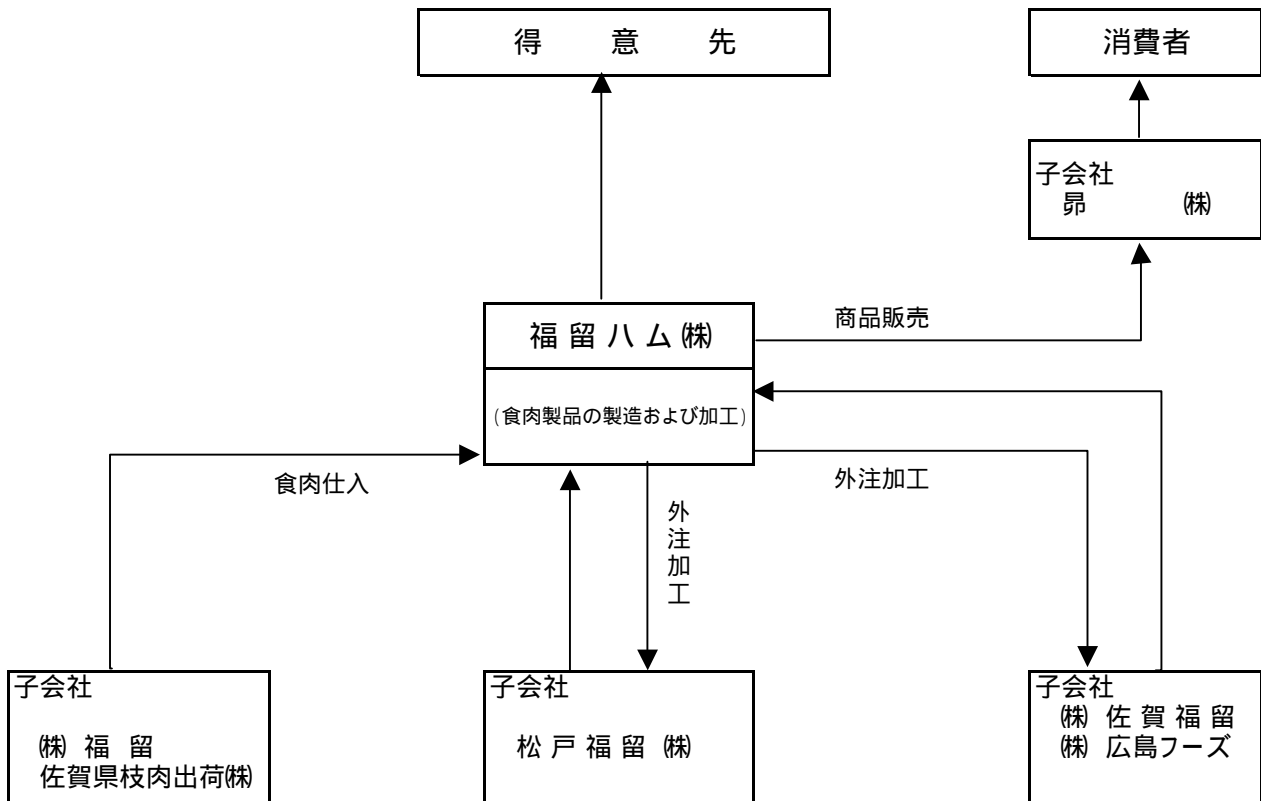 得 意 先
消費者
子会社
昴 ㈱
福留ハム㈱
商品販売
(食肉製品の製造および加工)
食肉仕入
外注加工
外注加工
子会社
㈱ 福 留
佐賀県枝肉出荷㈱
子会社
松戸福留 ㈱
子会社
㈱ 佐賀福留
㈱ 広島フーズ